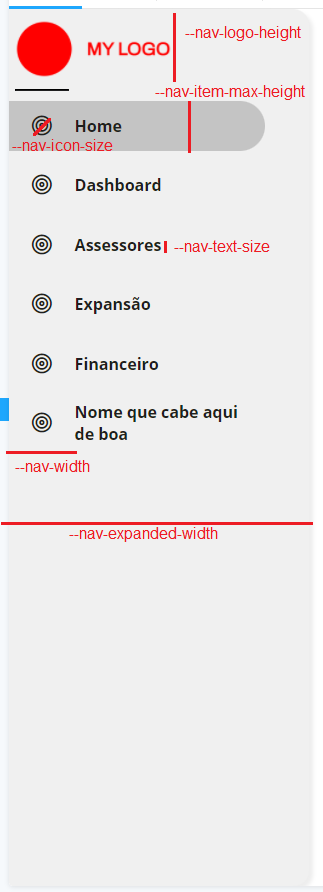 MY LOGO
--nav-logo-height
--nav-item-max-height
Home
--nav-icon-size
Dashboard
Assessores
--nav-text-size
Expansão
Financeiro
Nome que cabe aqui
de boa
--nav-width
--nav-expanded-width